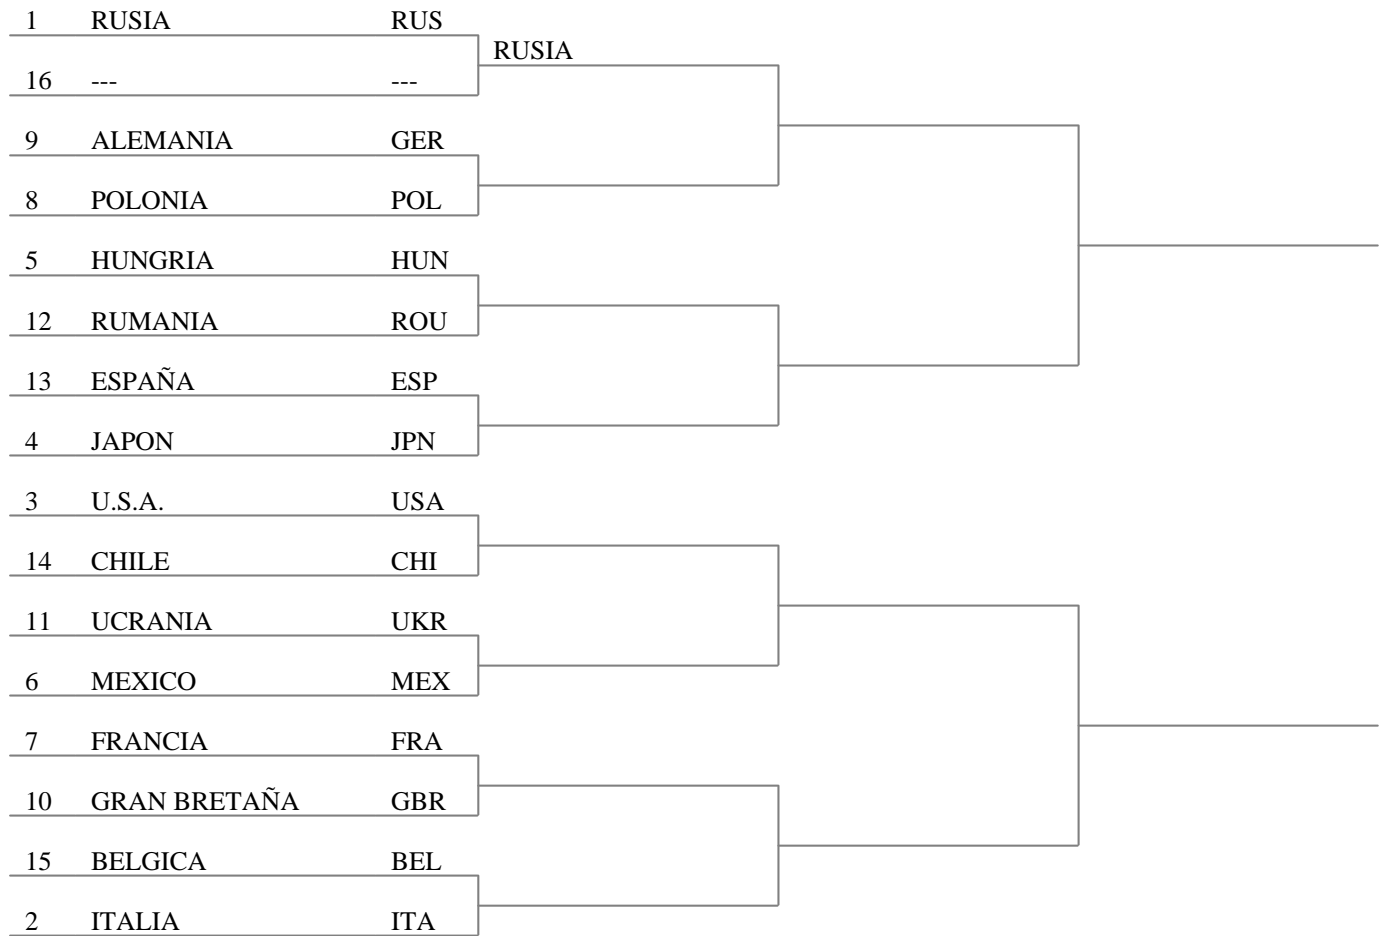 1 RUSIA RUS
RUSIA
16 --- ---
9 ALEMANIA GER
8 POLONIA POL
5 HUNGRIA HUN
12 RUMANIA ROU
13 ESPAÑA ESP
4 JAPON JPN
3 U.S.A. USA
14 CHILE CHI
11 UCRANIA UKR
6 MEXICO MEX
7 FRANCIA FRA
10 GRAN BRETAÑA GBR
15 BELGICA BEL
2 ITALIA ITA